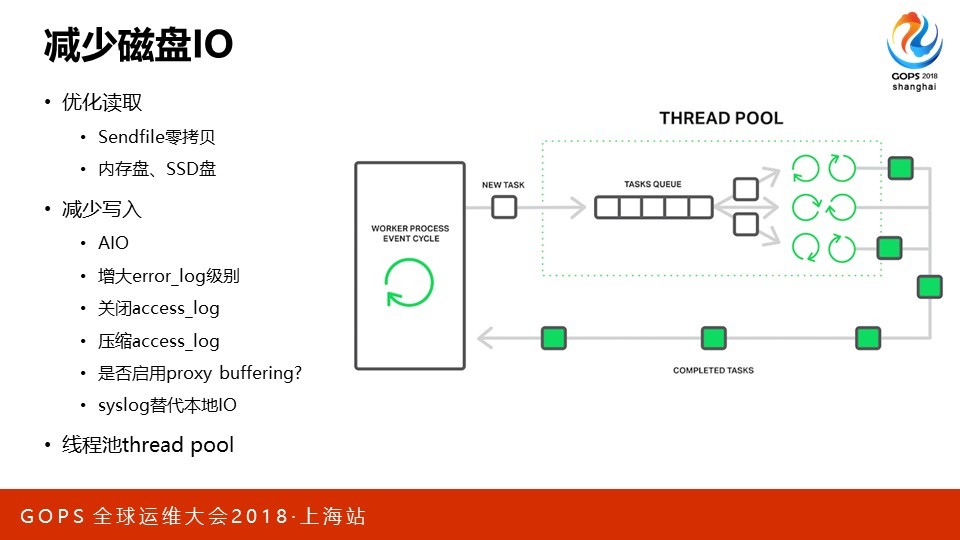 减少磁盘IO
GOPS 2018
shanghai
• 优化读取
• Sendfile零拷贝
• 内存盘、SSD盘
• 减少写入
• AIO
• 增大error_log级别
• 关闭access_log
• 压缩access_log
• 是否启用proxy buffering?
• syslog替代本地IO
• 线程池thread pool
THREAD POOL
WORKER PROCESS
EVENT CYCLE
NEW TASK
TASKS QUEUE
COMPLETED TASKS
GOPS 全球运维大会2018·上海站